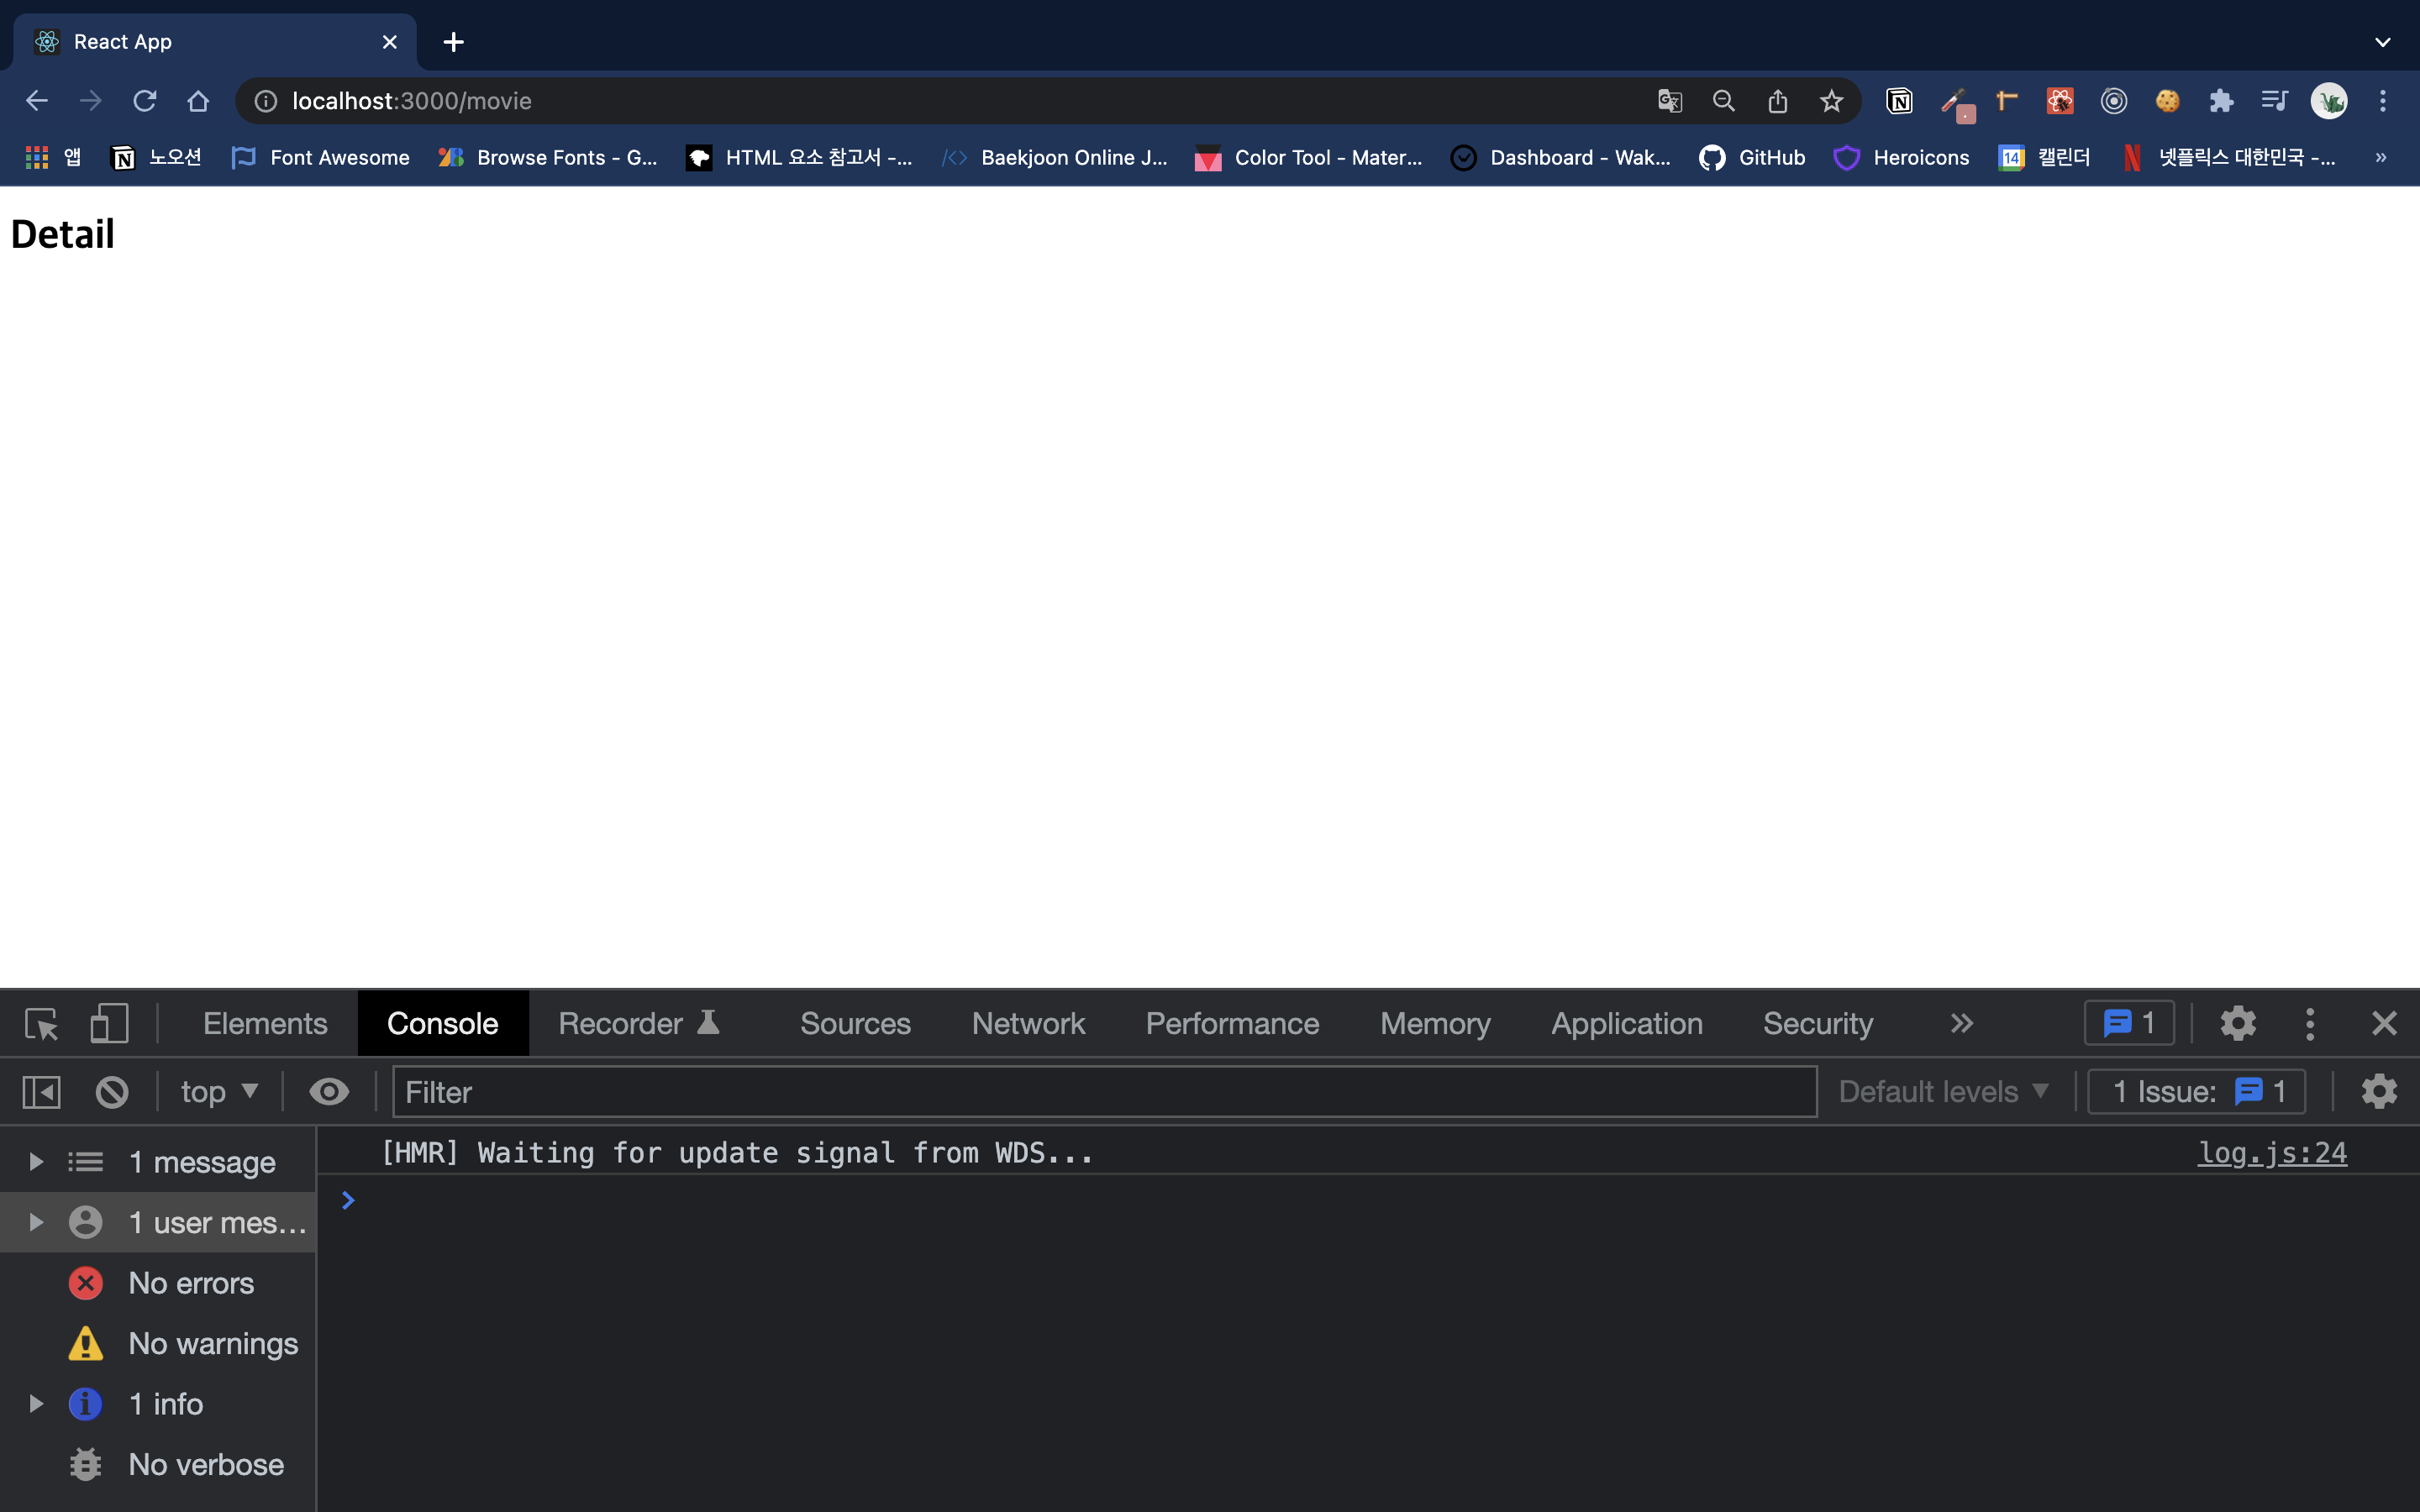 React App
localhost:3000/movie
앱 노오션 Font Awesome Browse Fonts - G... HTML 요소 참고서 -... Baekjoon Online J... Color Tool - Mater... Dashboard - Wak... GitHub Heroicons 14 캘린더 넷플릭스 대한민국 -... »
Detail
Elements Console Recorder Sources Network Performance Memory Application Security 1
top Filter Default levels 1 Issue: 1
1 message
[HMR] Waiting for update signal from WDS... log.js:24
1 user mes...
No errors
No warnings
1 info
No verbose